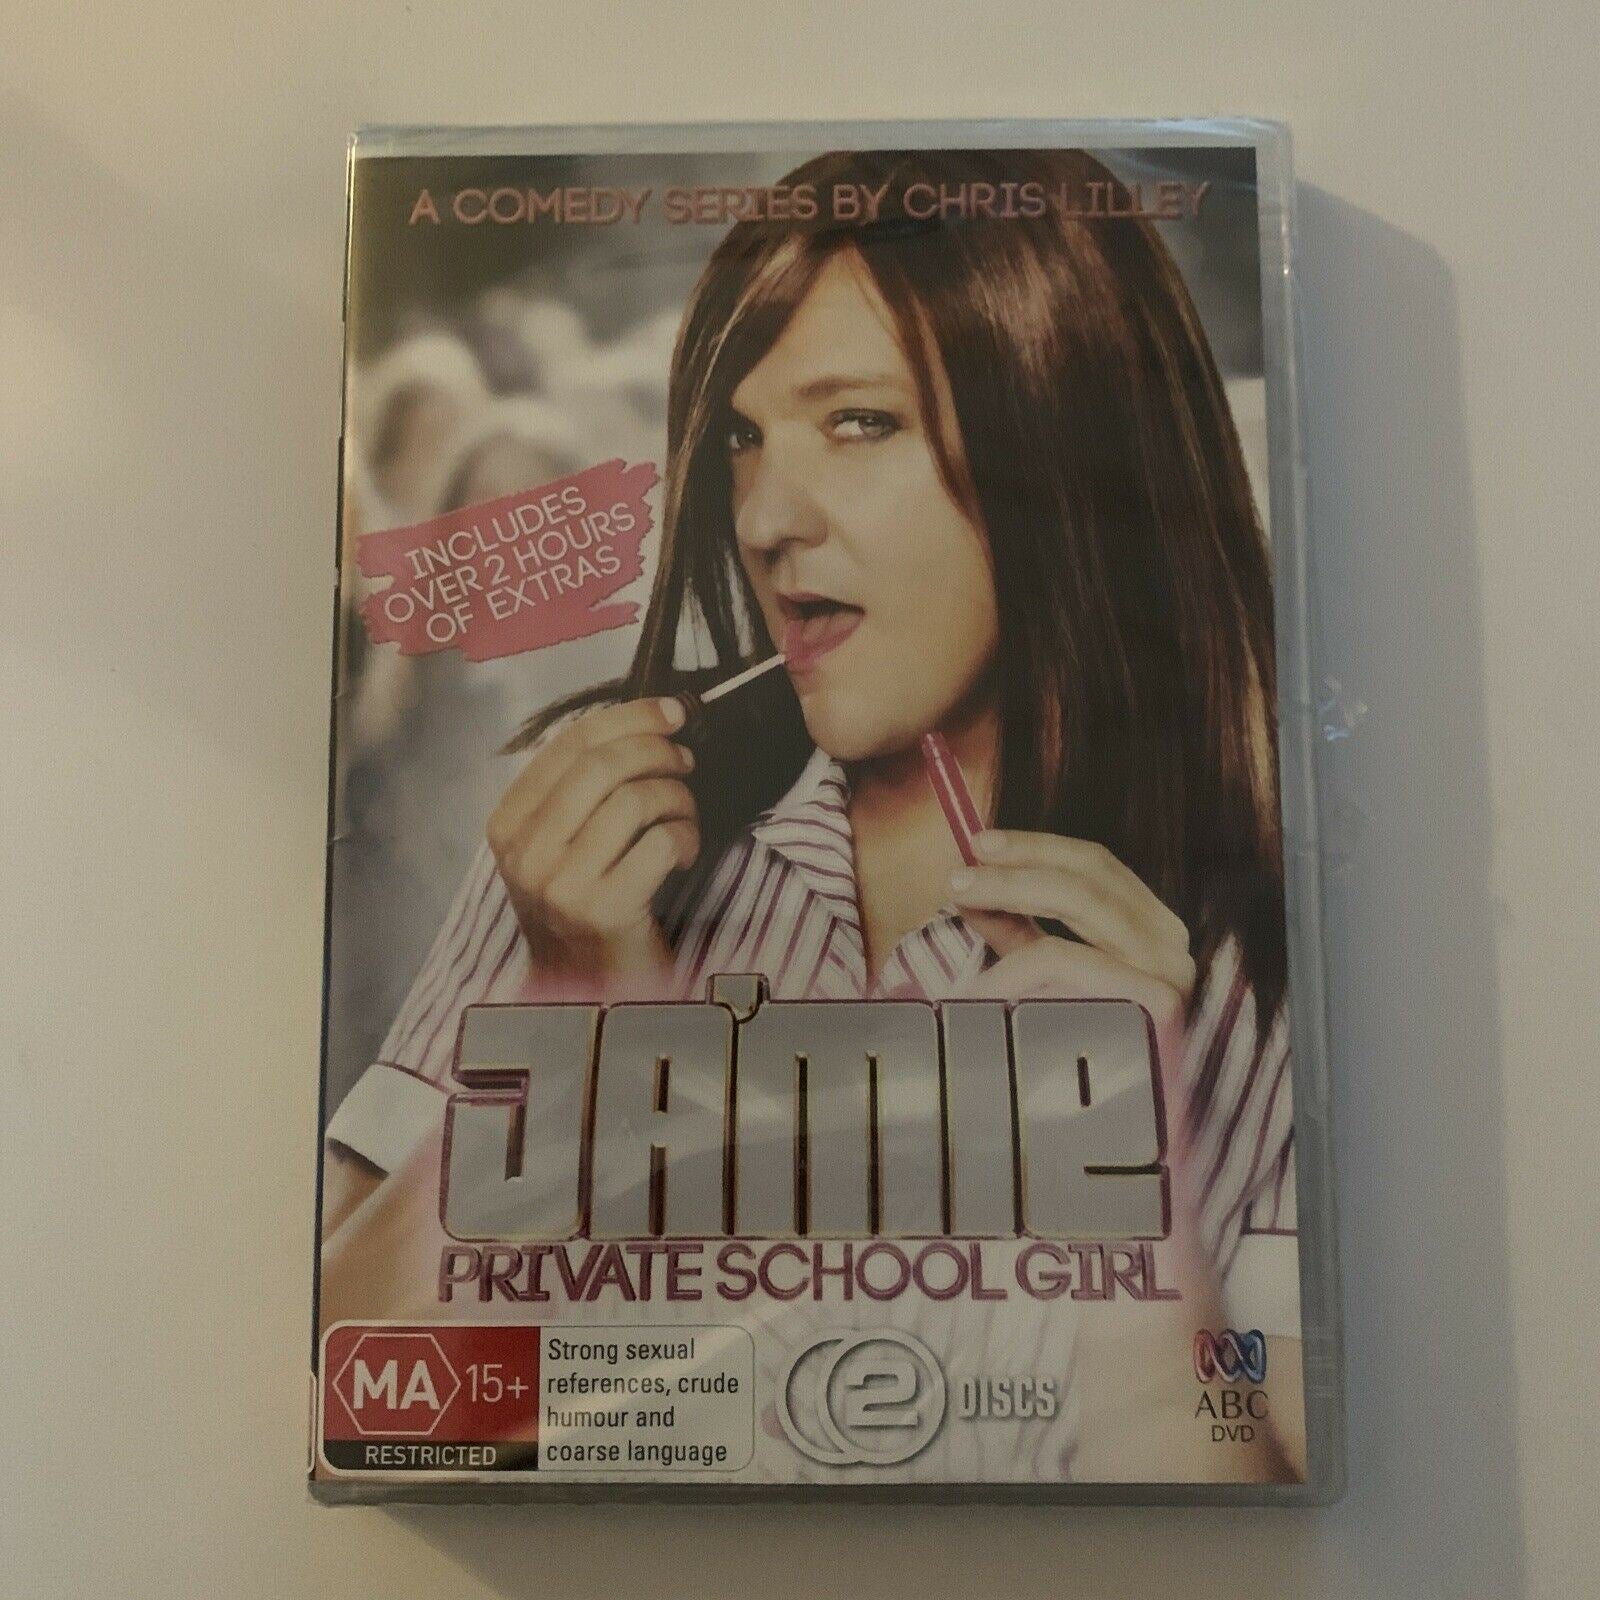 A COMEDY SERIES BY CHRIS LILLEY
INCLUDES
OVER 2 HOURS
OF EXTRAS
JA'MIE
PRIVATE SCHOOL GIRL
MA 15+
RESTRICTED
Strong sexual
references, crude
humour and
coarse language
2 DISCS
ABC
DVD